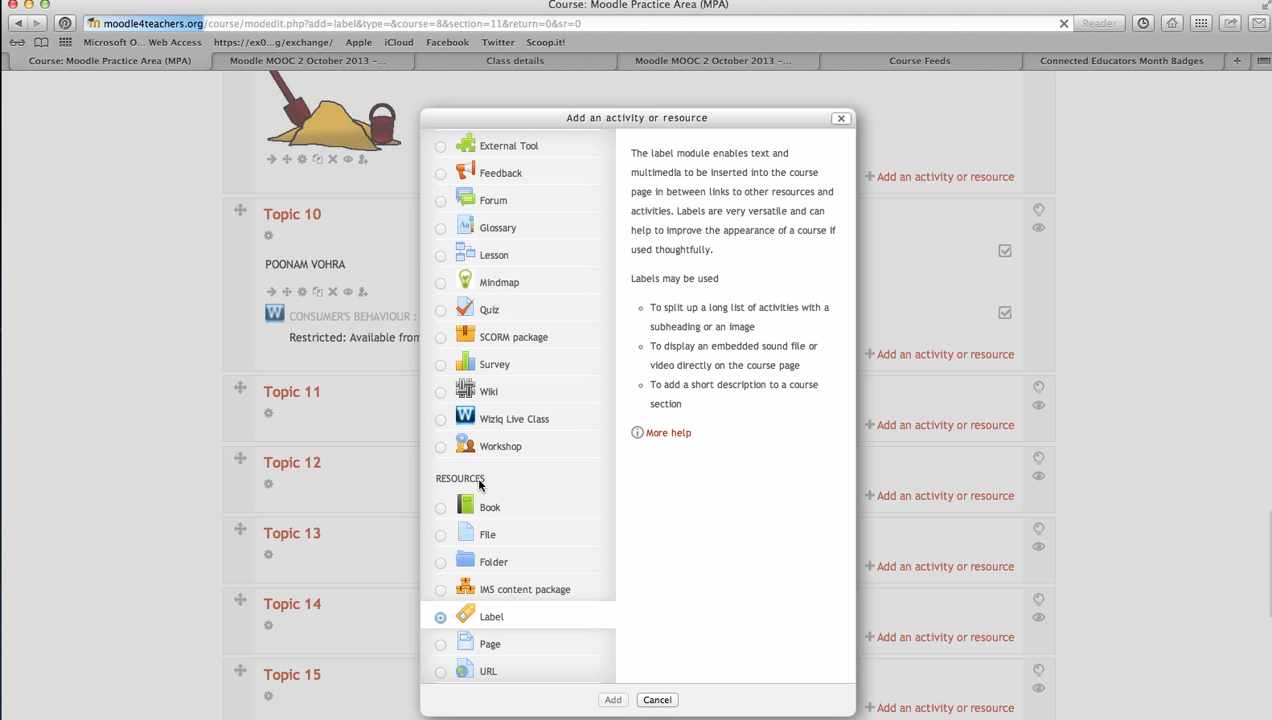 Course: Moodle Practice Area (MPA)
moodle4teachers.org/course/modedit.php?add=label&type=&course=8&section=11&return=0&sr=0
Reader
Microsoft O... Web Access
https://ex0...g/exchange/
Apple
iCloud
Facebook
Twitter
Scoop.it!
Course: Moodle Practice Area (MPA)
Moodle MOOC 2 October 2013 –...
Class details
Moodle MOOC 2 October 2013 –...
Course Feeds
Connected Educators Month Badges
Add an activity or resource
Topic 10
POONAM VOHRA
CONSUMER'S BEHAVIOUR :
Restricted: Available from
Add an activity or resource
Topic 11
Add an activity or resource
Topic 12
Add an activity or resource
Topic 13
Add an activity or resource
Topic 14
Add an activity or resource
Topic 15
Add an activity or resource
Add an activity or resource
External Tool
Feedback
Forum
Glossary
Lesson
Mindmap
Quiz
SCORM package
Survey
Wiki
Wiziq Live Class
Workshop
RESOURCES
Book
File
Folder
IMS content package
Label
Page
URL
The label module enables text and
multimedia to be inserted into the course
page in between links to other resources and
activities. Labels are very versatile and can
help to improve the appearance of a course if
used thoughtfully.
Labels may be used
To split up a long list of activities with a
subheading or an image
To display an embedded sound file or
video directly on the course page
To add a short description to a course
section
More help
Add
Cancel